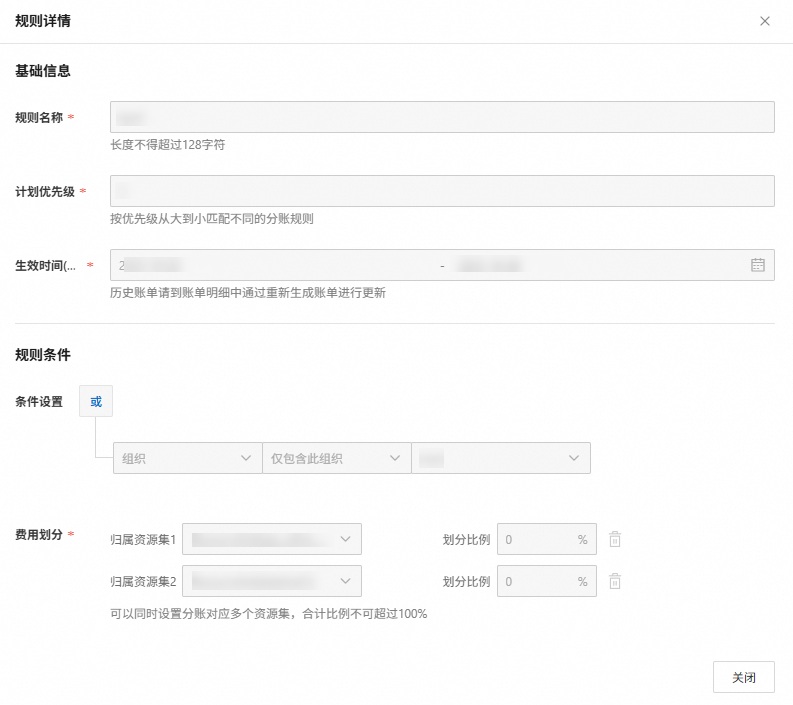 规则详情
基础信息
规则名称 *
长度不得超过128字符
计划优先级 *
按优先级从大到小匹配不同的分账规则
生效时间(... * 2 -
历史账单请到账单明细中通过重新生成账单进行更新
规则条件
条件设置 或
组织 仅包含此组织
费用划分 * 归属资源集1 划分比例 0 %
归属资源集2 划分比例 0 %
可以同时设置分账对应多个资源集，合计比例不可超过100%
关闭